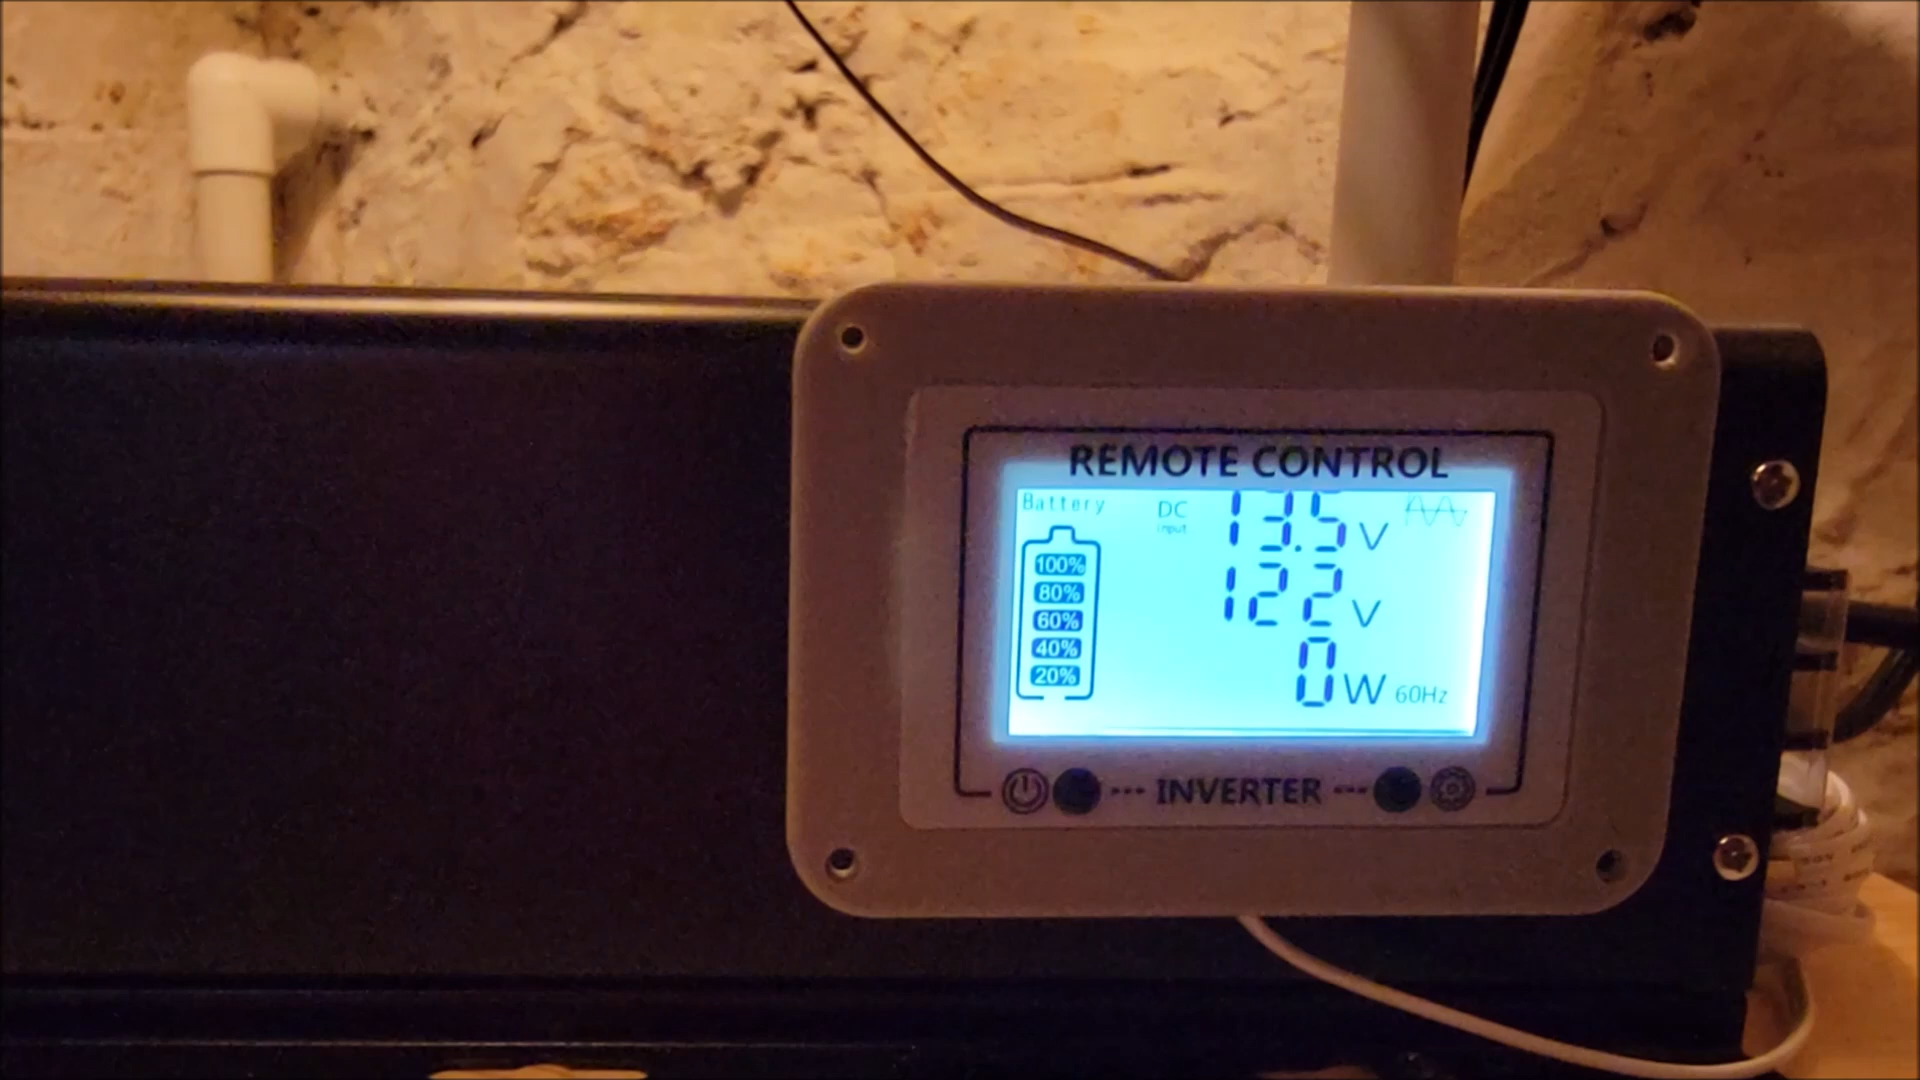 REMOTE CONTROL
Battery
DC input 13.5 V
122 V
0 W 60Hz
100%
80%
60%
40%
20%
--- INVERTER ---